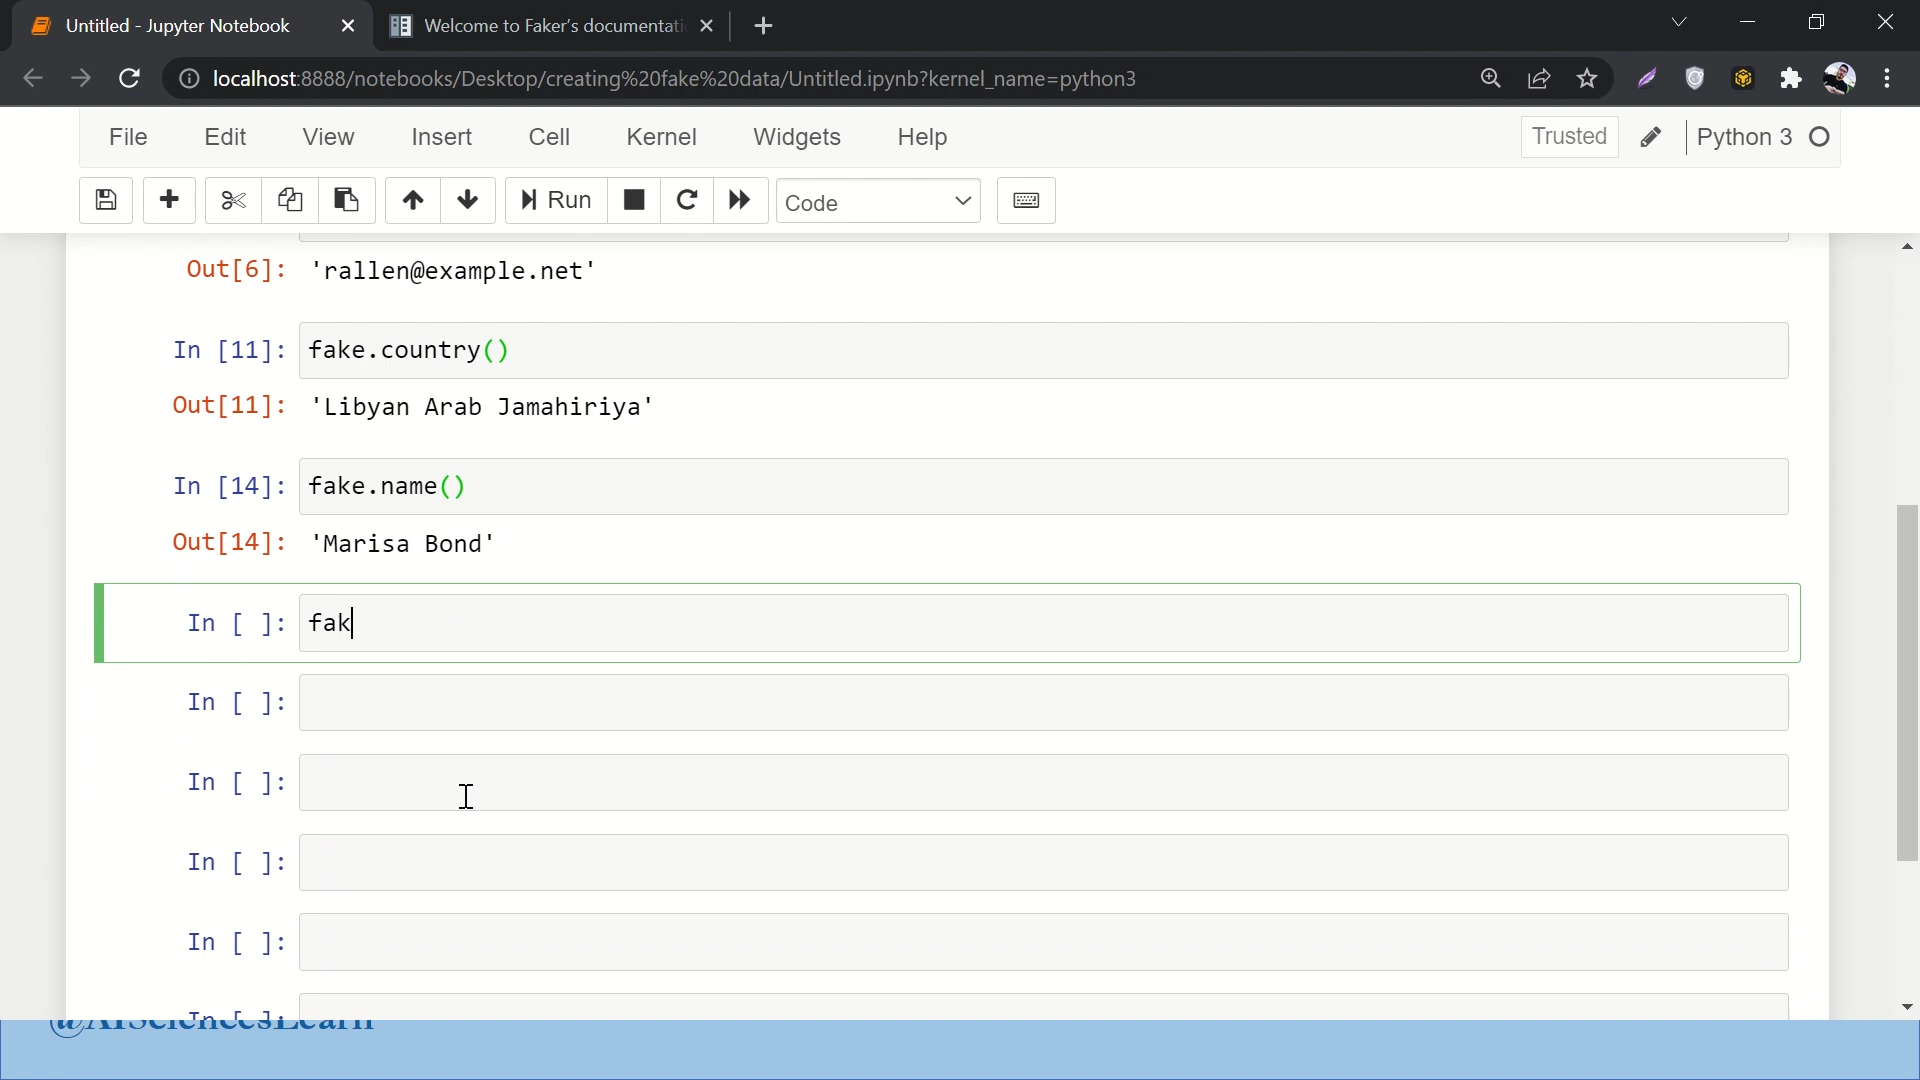 Untitled - Jupyter Notebook
Welcome to Faker's documentati
localhost:8888/notebooks/Desktop/creating%20fake%20data/Untitled.ipynb?kernel_name=python3
File Edit View Insert Cell Kernel Widgets Help Trusted Python 3
Run Code
Out[6]: 'rallen@example.net'
In [11]: fake.country()
Out[11]: 'Libyan Arab Jamahiriya'
In [14]: fake.name()
Out[14]: 'Marisa Bond'
In [ ]: fak
In [ ]:
In [ ]:
In [ ]:
In [ ]:
In [ ]:
@AISciencesLearn